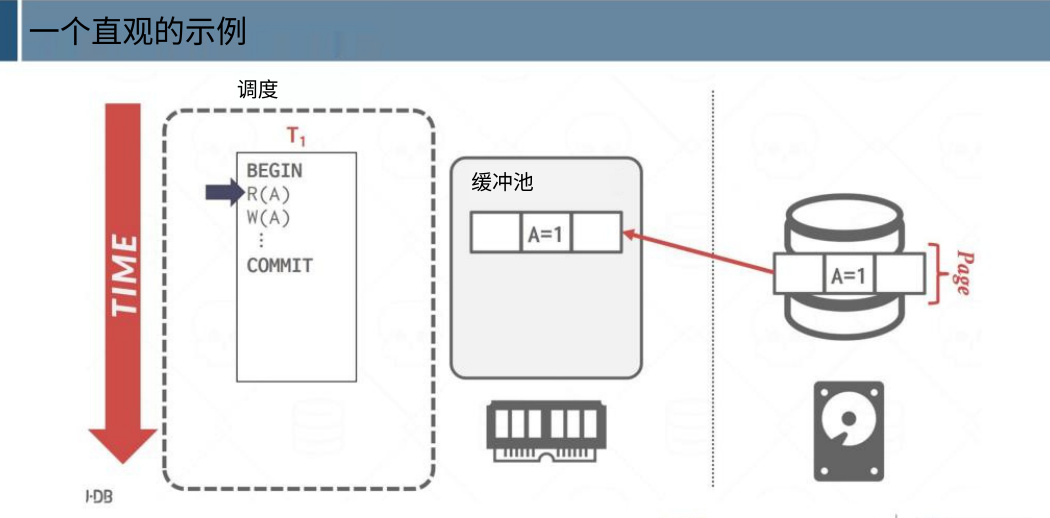 一个直观的示例
调度
T1
BEGIN
R(A)
W(A)
⋮
COMMIT
TIME
缓冲池
A=1
A=1
Page
I-DB